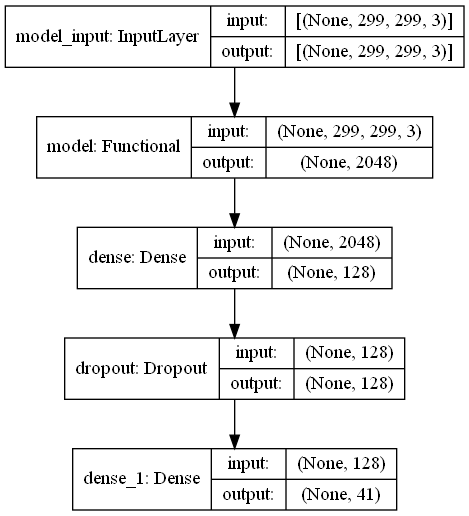 model_input: InputLayer
input: [(None, 299, 299, 3)]
output: [(None, 299, 299, 3)]
model: Functional
input: (None, 299, 299, 3)
output: (None, 2048)
dense: Dense
input: (None, 2048)
output: (None, 128)
dropout: Dropout
input: (None, 128)
output: (None, 128)
dense_1: Dense
input: (None, 128)
output: (None, 41)